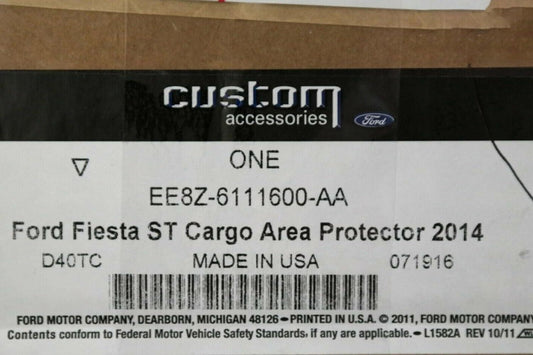 custom
accessories
Ford
ONE
EE8Z-6111600-AA
Ford Fiesta ST Cargo Area Protector 2014
D40TC MADE IN USA 071916
FORD MOTOR COMPANY, DEARBORN, MICHIGAN 48126 - PRINTED IN U.S.A. © 2011, FORD MOTOR COMPANY
Contents conform to Federal Motor Vehicle Safety Standards, if any are applicable. - L1582A REV 10/11